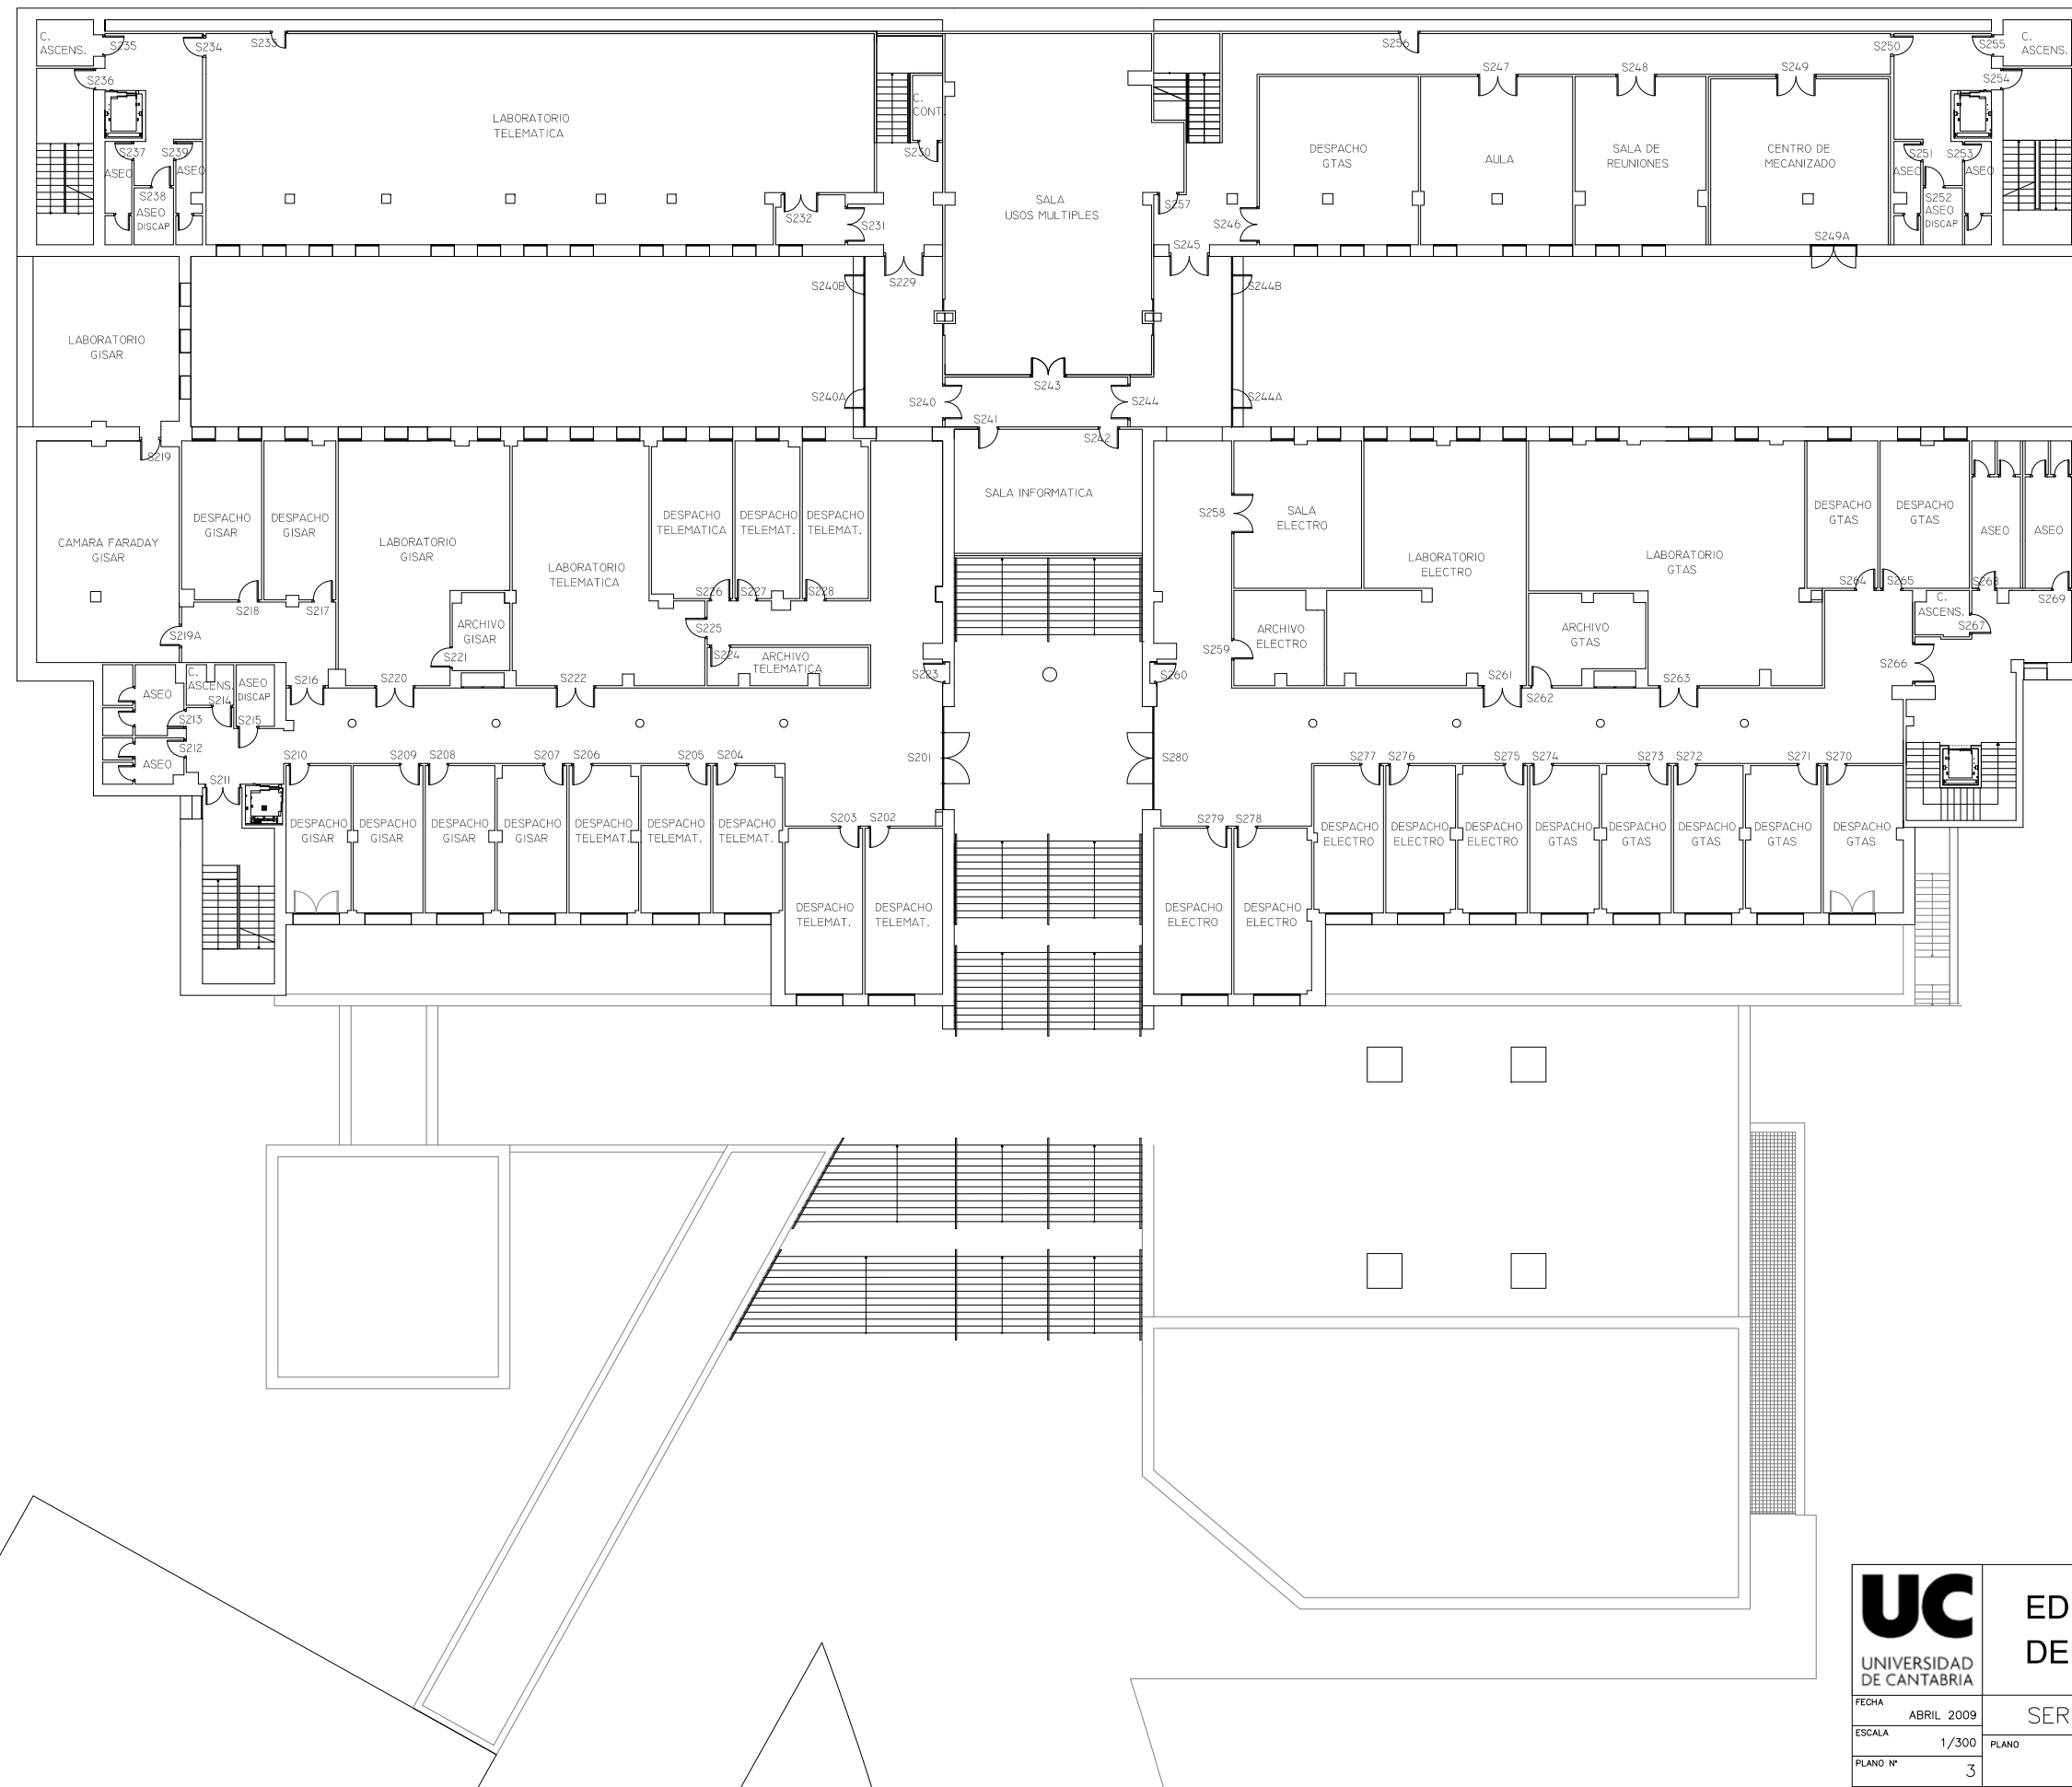 C.
ASCENS.
S235
S234
S233
S236
S237
S239
ASEO
ASEO
S238
ASEO
DISCAP
LABORATORIO
TELEMATICA
C.
CONT.
S230
S232
S231
S229
SALA
USOS MULTIPLES
S257
S256
S247
S248
S249
S250
S255
C.
ASCENS.
S254
DESPACHO
GTAS
AULA
SALA DE
REUNIONES
CENTRO DE
MECANIZADO
S251
S253
ASEO
ASEO
S252
ASEO
DISCAP
S246
S245
S249A
S240B
S244B
LABORATORIO
GISAR
S240A
S240
S243
S244
S244A
S241
S242
S219
SALA INFORMATICA
CAMARA FARADAY
GISAR
DESPACHO
GISAR
DESPACHO
GISAR
LABORATORIO
GISAR
LABORATORIO
TELEMATICA
DESPACHO
TELEMATICA
DESPACHO
TELEMAT.
DESPACHO
TELEMAT.
S258
SALA
ELECTRO
LABORATORIO
ELECTRO
LABORATORIO
GTAS
DESPACHO
GTAS
DESPACHO
GTAS
ASEO
ASEO
S218
S217
S226
S227
S228
S264
S265
S268
S269
S219A
ARCHIVO
GISAR
S221
S225
S224
ARCHIVO
TELEMATICA
S223
S260
S259
ARCHIVO
ELECTRO
ARCHIVO
GTAS
C.
ASCENS.
S267
S266
ASEO
C.
ASCENS.
S214
ASEO
DISCAP
S216
S220
S222
S261
S262
S263
S213
S215
S212
ASEO
S211
S210
S209
S208
S207
S206
S205
S204
S201
S280
S277
S276
S275
S274
S273
S272
S271
S270
S203
S202
S279
S278
DESPACHO
GISAR
DESPACHO
GISAR
DESPACHO
GISAR
DESPACHO
GISAR
DESPACHO
TELEMAT.
DESPACHO
TELEMAT.
DESPACHO
TELEMAT.
DESPACHO
ELECTRO
DESPACHO
ELECTRO
DESPACHO
ELECTRO
DESPACHO
GTAS
DESPACHO
GTAS
DESPACHO
GTAS
DESPACHO
GTAS
DESPACHO
GTAS
DESPACHO
TELEMAT.
DESPACHO
TELEMAT.
DESPACHO
ELECTRO
DESPACHO
ELECTRO
UC
UNIVERSIDAD
DE CANTABRIA
ED
DE
FECHA
ABRIL 2009
SER
ESCALA
1/300
PLANO
PLANO Nº
3